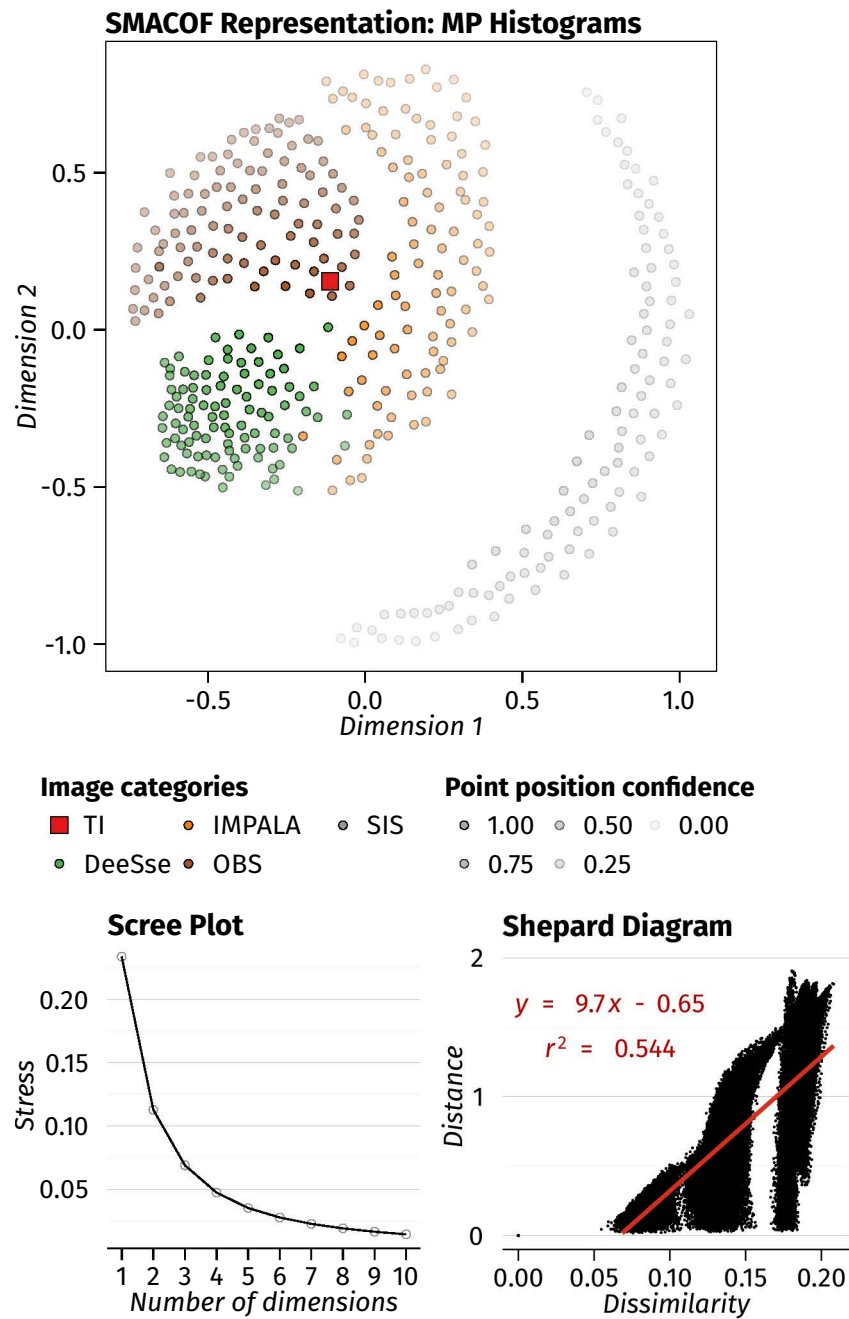 SMACOF Representation: MP Histograms
Dimension 2
0.5
0.0
-0.5
-1.0
-0.5 0.0 0.5 1.0
Dimension 1
Image categories
TI IMPALA SIS
DeeSse OBS
Point position confidence
1.00 0.50 0.00
0.75 0.25
Scree Plot
Stress
0.20
0.15
0.10
0.05
1 2 3 4 5 6 7 8 9 10
Number of dimensions
Shepard Diagram
Distance
2
1
0
y = 9.7x - 0.65
r² = 0.544
0.00 0.05 0.10 0.15 0.20
Dissimilarity